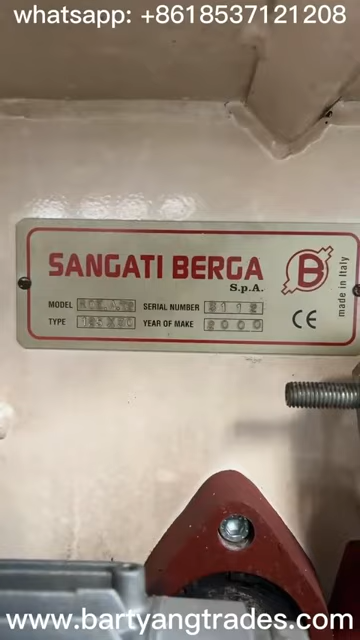 whatsapp: +8618537121208
SANGATI BERGA
S.p.A.
B
made in Italy
MODEL SERIAL NUMBER
TYPE YEAR OF MAKE 2000
CE
www.bartyangtrades.com